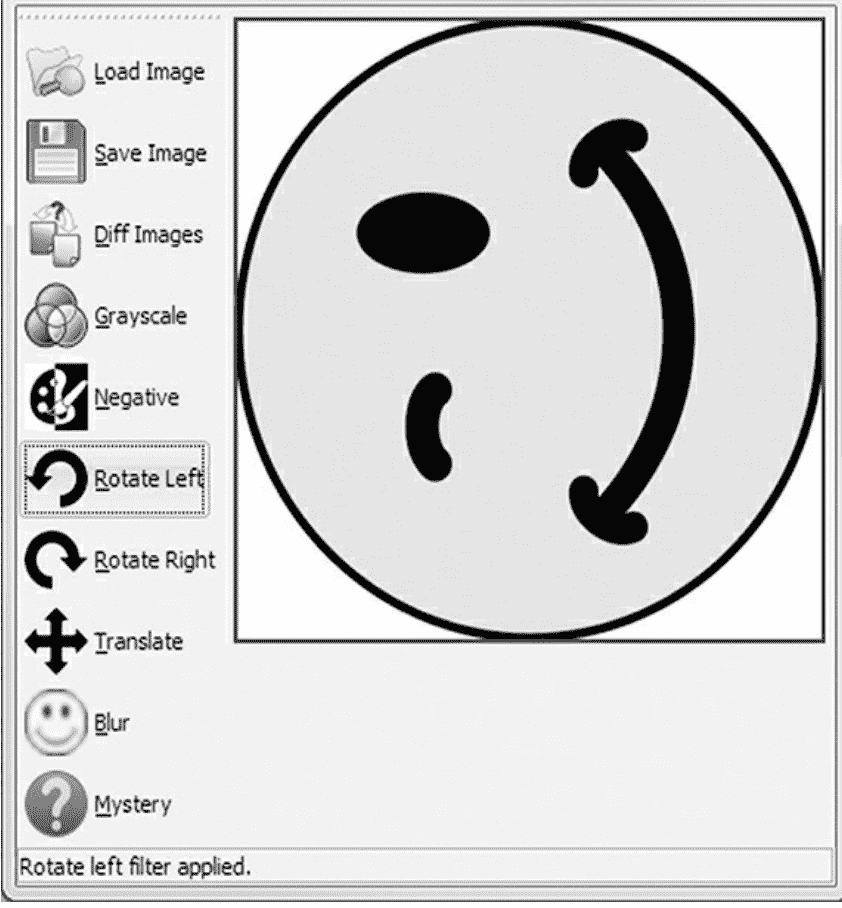 Load Image
Save Image
Diff Images
Grayscale
Negative
Rotate Left
Rotate Right
Translate
Blur
Mystery
Rotate left filter applied.